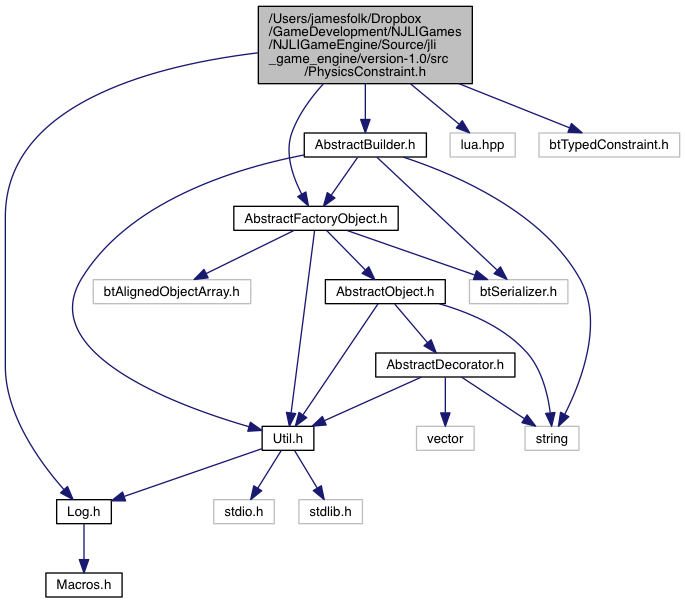 /Users/jamesfolk/Dropbox
/GameDevelopment/NJLIGames
/NJLIGameEngine/Source/jli
_game_engine/version-1.0/src
/PhysicsConstraint.h
AbstractBuilder.h
lua.hpp
btTypedConstraint.h
AbstractFactoryObject.h
btAlignedObjectArray.h
AbstractObject.h
btSerializer.h
AbstractDecorator.h
Util.h
vector
string
Log.h
stdio.h
stdlib.h
Macros.h